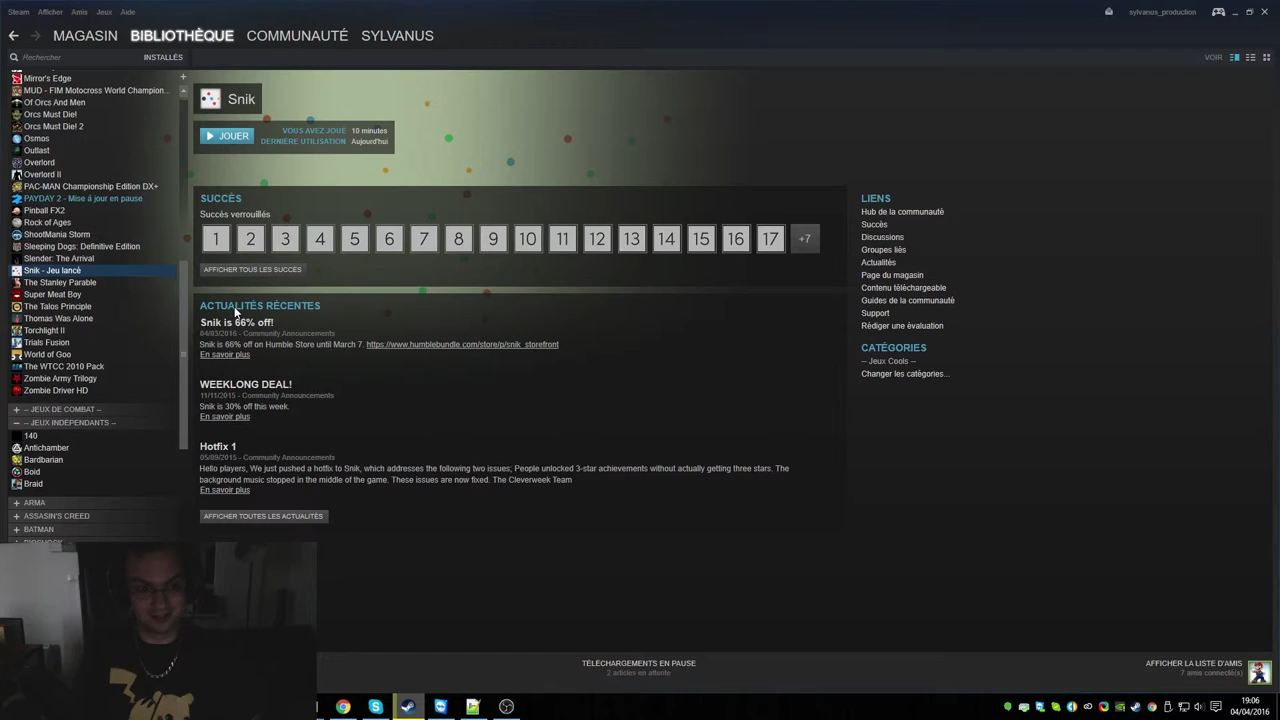 Steam Afficher Amis Jeux Aide
sylvanus_production
MAGASIN BIBLIOTHÈQUE COMMUNAUTÉ SYLVANUS
Rechercher
INSTALLÉS
VOIR
Mirror's Edge
MUD - FIM Motocross World Champion...
Of Orcs And Men
Orcs Must Die!
Orcs Must Die! 2
Osmos
Outlast
Overlord
Overlord II
PAC-MAN Championship Edition DX+
PAYDAY 2 - Mise à jour en pause
Pinball FX2
Rock of Ages
ShootMania Storm
Sleeping Dogs: Definitive Edition
Slender: The Arrival
Snik - Jeu lancé
The Stanley Parable
Super Meat Boy
The Talos Principle
Thomas Was Alone
Torchlight II
Trials Fusion
World of Goo
The WTCC 2010 Pack
Zombie Army Trilogy
Zombie Driver HD
-- JEUX DE COMBAT --
-- JEUX INDÉPENDANTS --
140
Antichamber
Bardbarian
Boid
Braid
ARMA
ASSASIN'S CREED
BATMAN
Snik
JOUER
VOUS AVEZ JOUÉ 10 minutes
DERNIÈRE UTILISATION Aujourd'hui
SUCCÈS
Succès verrouillés
1 2 3 4 5 6 7 8 9 10 11 12 13 14 15 16 17 +7
AFFICHER TOUS LES SUCCÈS
ACTUALITÉS RÉCENTES
Snik is 66% off!
04/03/2016 - Community Announcements
Snik is 66% off on Humble Store until March 7. https://www.humblebundle.com/store/p/snik_storefront
En savoir plus
WEEKLONG DEAL!
11/11/2015 - Community Announcements
Snik is 30% off this week.
En savoir plus
Hotfix 1
05/09/2015 - Community Announcements
Hello players, We just pushed a hotfix to Snik, which addresses the following two issues; People unlocked 3-star achievements without actually getting three stars. The
background music stopped in the middle of the game. These issues are now fixed. The Cleverweek Team
En savoir plus
AFFICHER TOUTES LES ACTUALITÉS
LIENS
Hub de la communauté
Succès
Discussions
Groupes liés
Actualités
Page du magasin
Contenu téléchargeable
Guides de la communauté
Support
Rédiger une évaluation
CATÉGORIES
-- Jeux Cools --
Changer les catégories...
TÉLÉCHARGEMENTS EN PAUSE
2 articles en attente
AFFICHER LA LISTE D'AMIS
7 amis connecté(s)
19:06
04/04/2016